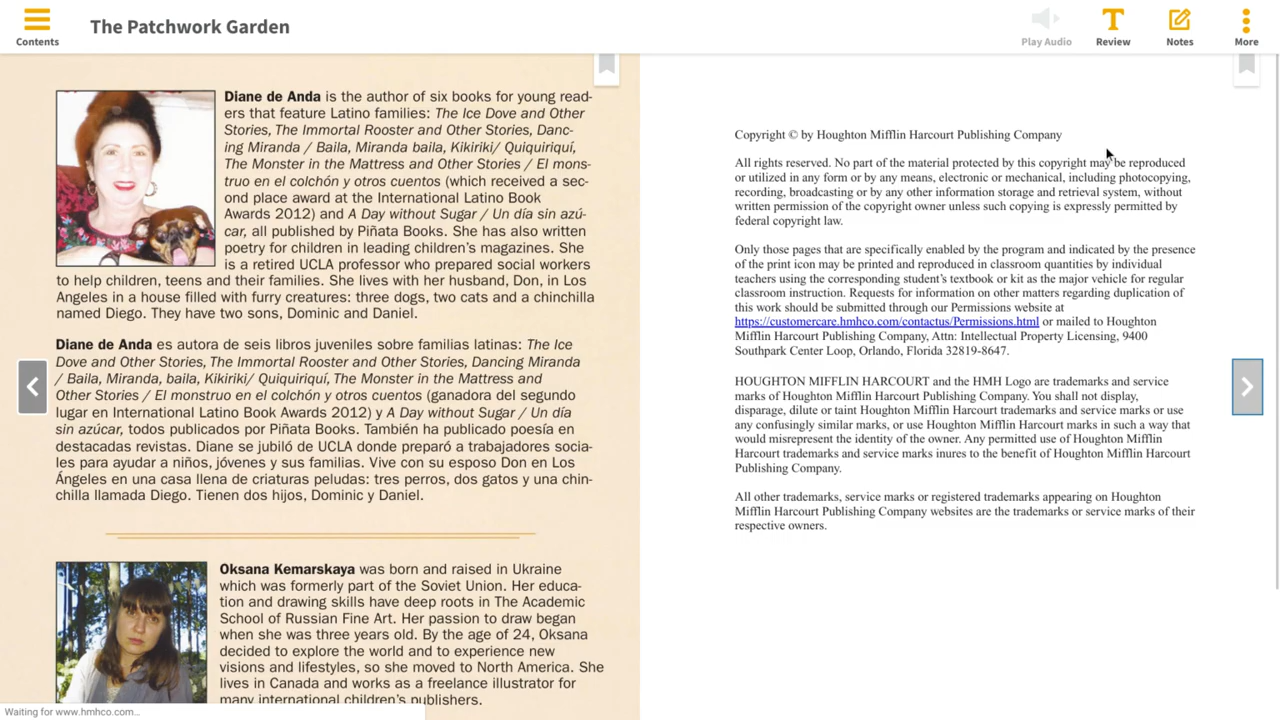 Contents
The Patchwork Garden
Play Audio
Review
Notes
More
Diane de Anda is the author of six books for young read-
ers that feature Latino families: The Ice Dove and Other
Stories, The Immortal Rooster and Other Stories, Danc-
ing Miranda / Baila, Miranda baila, Kikiriki/ Quiquiriquí,
The Monster in the Mattress and Other Stories / El mons-
truo en el colchón y otros cuentos (which received a sec-
ond place award at the International Latino Book
Awards 2012) and A Day without Sugar / Un día sin azú-
car, all published by Piñata Books. She has also written
poetry for children in leading children's magazines. She
is a retired UCLA professor who prepared social workers
to help children, teens and their families. She lives with her husband, Don, in Los
Angeles in a house filled with furry creatures: three dogs, two cats and a chinchilla
named Diego. They have two sons, Dominic and Daniel.
Diane de Anda es autora de seis libros juveniles sobre familias latinas: The Ice
Dove and Other Stories, The Immortal Rooster and Other Stories, Dancing Miranda
/ Baila, Miranda, baila, Kikiriki/ Quiquiriquí, The Monster in the Mattress and
Other Stories / El monstruo en el colchón y otros cuentos (ganadora del segundo
lugar en International Latino Book Awards 2012) y A Day without Sugar / Un día
sin azúcar, todos publicados por Piñata Books. También ha publicado poesía en
destacadas revistas. Diane se jubiló de UCLA donde preparó a trabajadores socia-
les para ayudar a niños, jóvenes y sus familias. Vive con su esposo Don en Los
Ángeles en una casa llena de criaturas peludas: tres perros, dos gatos y una chin-
chilla llamada Diego. Tienen dos hijos, Dominic y Daniel.
Oksana Kemarskaya was born and raised in Ukraine
which was formerly part of the Soviet Union. Her educa-
tion and drawing skills have deep roots in The Academic
School of Russian Fine Art. Her passion to draw began
when she was three years old. By the age of 24, Oksana
decided to explore the world and to experience new
visions and lifestyles, so she moved to North America. She
lives in Canada and works as a freelance illustrator for
many international children's publishers.
Waiting for www.hmhco.com...
Copyright © by Houghton Mifflin Harcourt Publishing Company
All rights reserved. No part of the material protected by this copyright may be reproduced
or utilized in any form or by any means, electronic or mechanical, including photocopying,
recording, broadcasting or by any other information storage and retrieval system, without
written permission of the copyright owner unless such copying is expressly permitted by
federal copyright law.
Only those pages that are specifically enabled by the program and indicated by the presence
of the print icon may be printed and reproduced in classroom quantities by individual
teachers using the corresponding student's textbook or kit as the major vehicle for regular
classroom instruction. Requests for information on other matters regarding duplication of
this work should be submitted through our Permissions website at
https://customercare.hmhco.com/contactus/Permissions.html or mailed to Houghton
Mifflin Harcourt Publishing Company, Attn: Intellectual Property Licensing, 9400
Southpark Center Loop, Orlando, Florida 32819-8647.
HOUGHTON MIFFLIN HARCOURT and the HMH Logo are trademarks and service
marks of Houghton Mifflin Harcourt Publishing Company. You shall not display,
disparage, dilute or taint Houghton Mifflin Harcourt trademarks and service marks or use
any confusingly similar marks, or use Houghton Mifflin Harcourt marks in such a way that
would misrepresent the identity of the owner. Any permitted use of Houghton Mifflin
Harcourt trademarks and service marks inures to the benefit of Houghton Mifflin Harcourt
Publishing Company.
All other trademarks, service marks or registered trademarks appearing on Houghton
Mifflin Harcourt Publishing Company websites are the trademarks or service marks of their
respective owners.